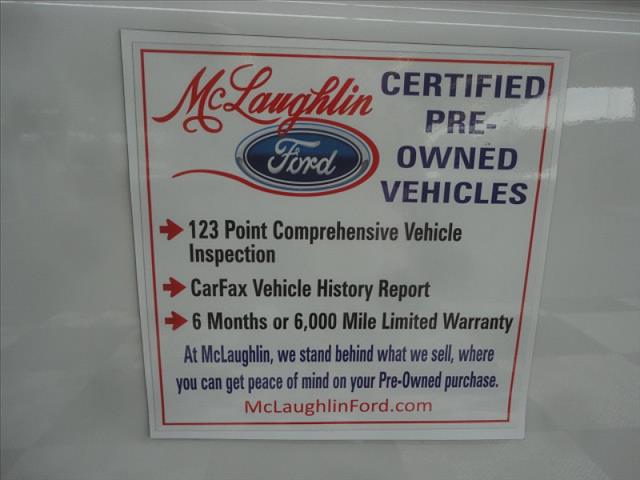 McLaughlin
Ford
CERTIFIED
PRE-
OWNED
VEHICLES
123 Point Comprehensive Vehicle
Inspection
CarFax Vehicle History Report
6 Months or 6,000 Mile Limited Warranty
At McLaughlin, we stand behind what we sell, where
you can get peace of mind on your Pre-Owned purchase.
McLaughlinFord.com